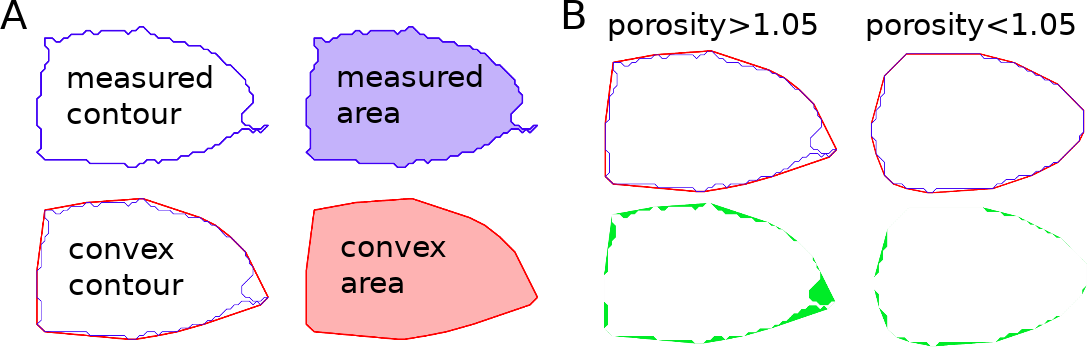 A
measured
contour
measured
area
convex
contour
convex
area
B
porosity>1.05
porosity<1.05